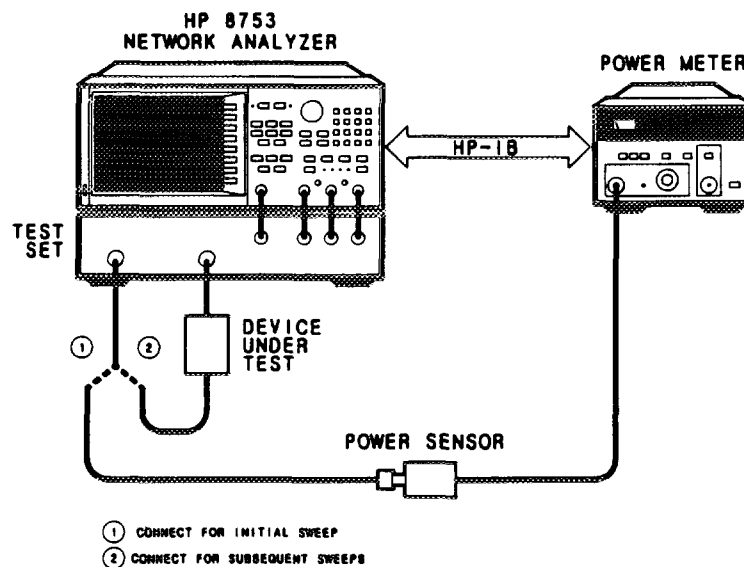 HP 8753
NETWORK ANALYZER
POWER METER
HP-IB
TEST
SET
1
2
DEVICE
UNDER
TEST
POWER SENSOR
1 CONNECT FOR INITIAL SWEEP
2 CONNECT FOR SUBSEQUENT SWEEPS